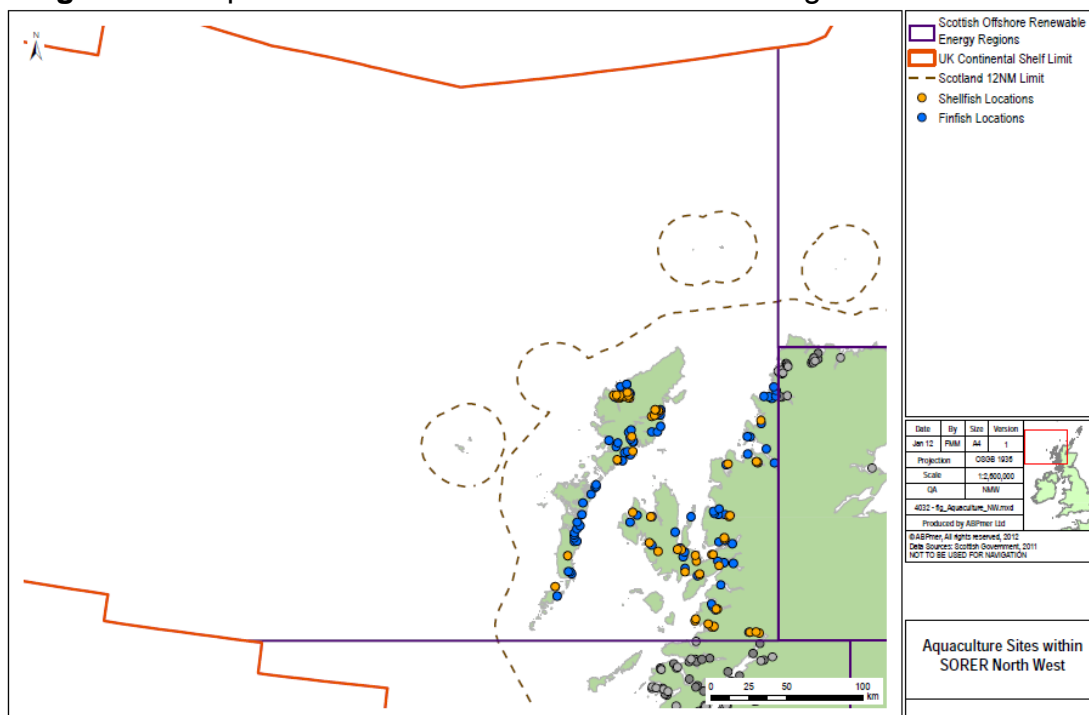 N
Scottish Offshore Renewable
Energy Regions
UK Continental Shelf Limit
Scotland 12NM Limit
Shellfish Locations
Finfish Locations
Date By Size Version
Jan 12 FMM A4 1
Projection OSGB 1936
Scale 1:2,500,000
QA NMW
4032 - fig_Aquaculture_NW.mxd
Produced by ABPmer Ltd
©ABPmer, All rights reserved, 2012
Data Sources: Scottish Government, 2011
NOT TO BE USED FOR NAVIGATION
Aquaculture Sites within
SORER North West
0 25 50 100
km